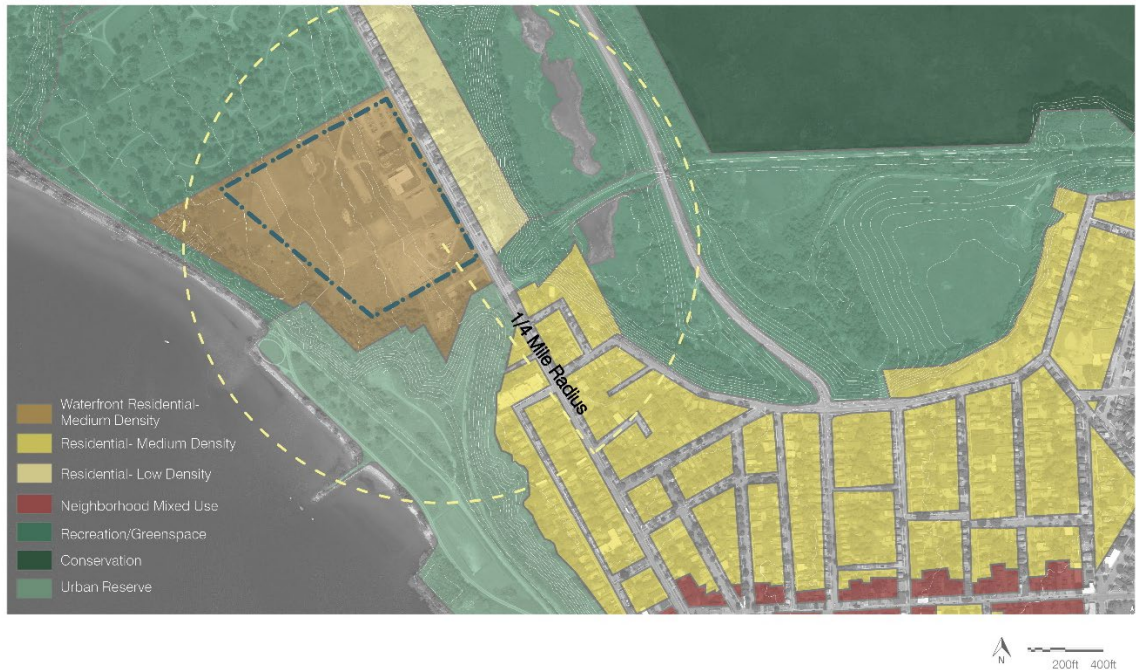 1/4 Mile Radius
Waterfront Residential-
Medium Density
Residential- Medium Density
Residential- Low Density
Neighborhood Mixed Use
Recreation/Greenspace
Conservation
Urban Reserve
N
200ft 400ft